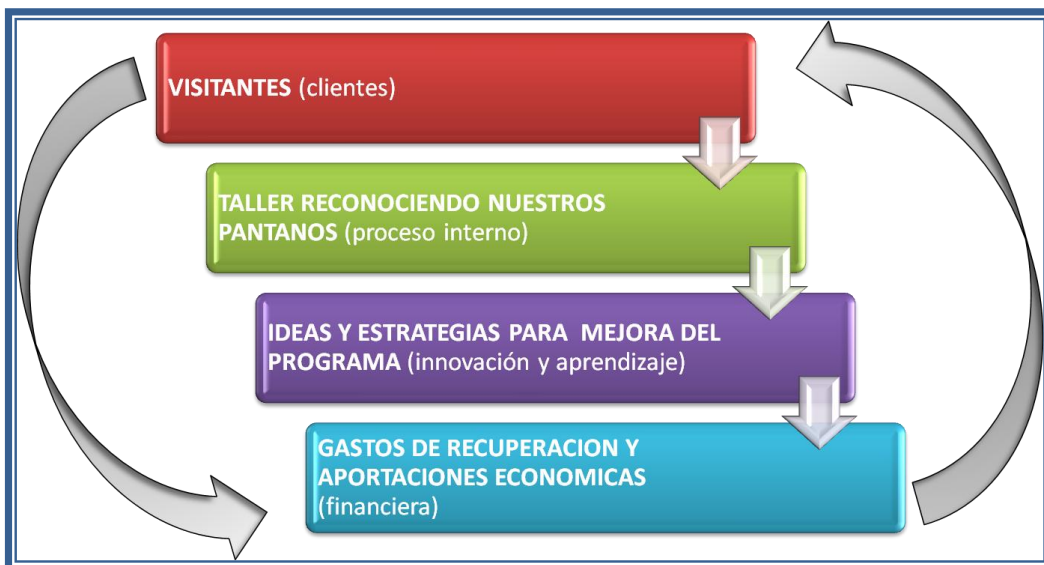 VISITANTES (clientes)
TALLER RECONOCIENDO NUESTROS
PANTANOS (proceso interno)
IDEAS Y ESTRATEGIAS PARA MEJORA DEL
PROGRAMA (innovación y aprendizaje)
GASTOS DE RECUPERACION Y
APORTACIONES ECONOMICAS
(financiera)